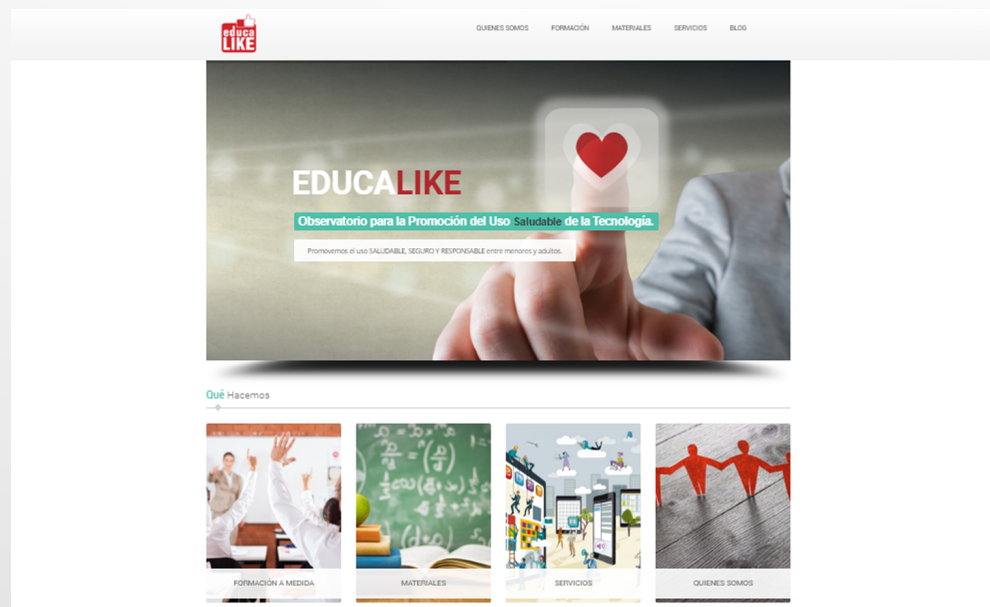 educa
LIKE
QUIENES SOMOS FORMACIÓN MATERIALES SERVICIOS BLOG
EDUCALIKE
Observatorio para la Promoción del Uso Saludable de la Tecnología.
Promovemos el uso SALUDABLE, SEGURO Y RESPONSABLE entre menores y adultos.
Qué Hacemos
FORMACIÓN A MEDIDA MATERIALES SERVICIOS QUIENES SOMOS